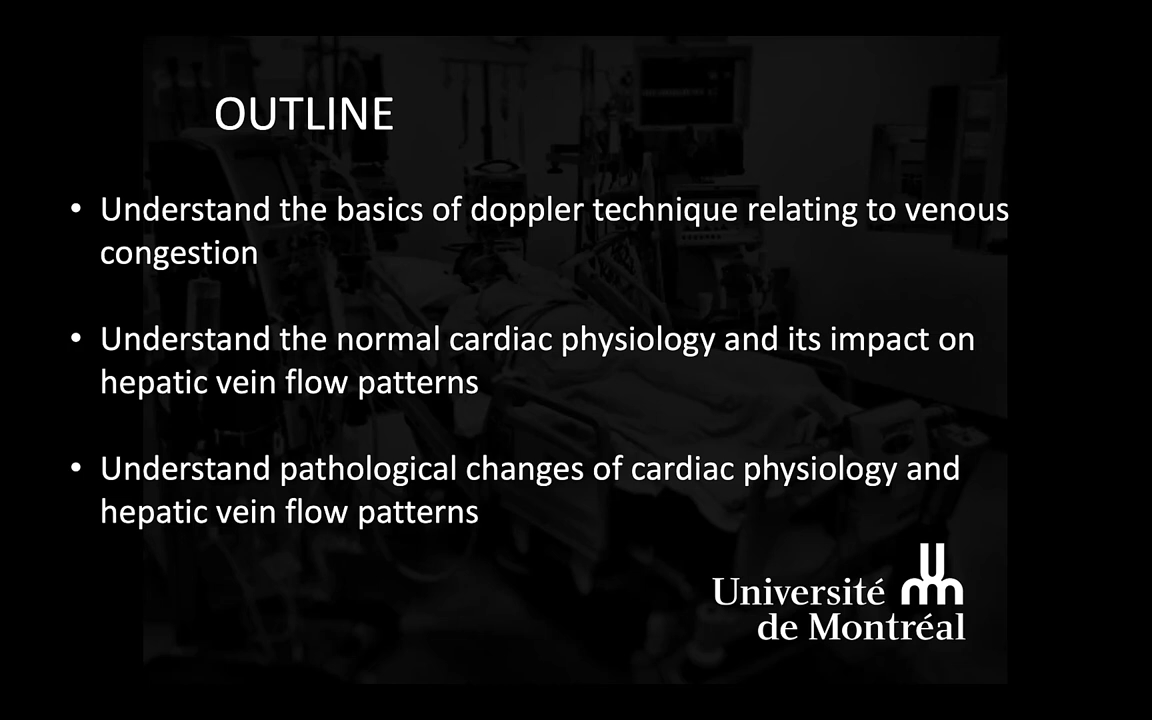 OUTLINE
• Understand the basics of doppler technique relating to venous
congestion
• Understand the normal cardiac physiology and its impact on
hepatic vein flow patterns
• Understand pathological changes of cardiac physiology and
hepatic vein flow patterns
Université
de Montréal